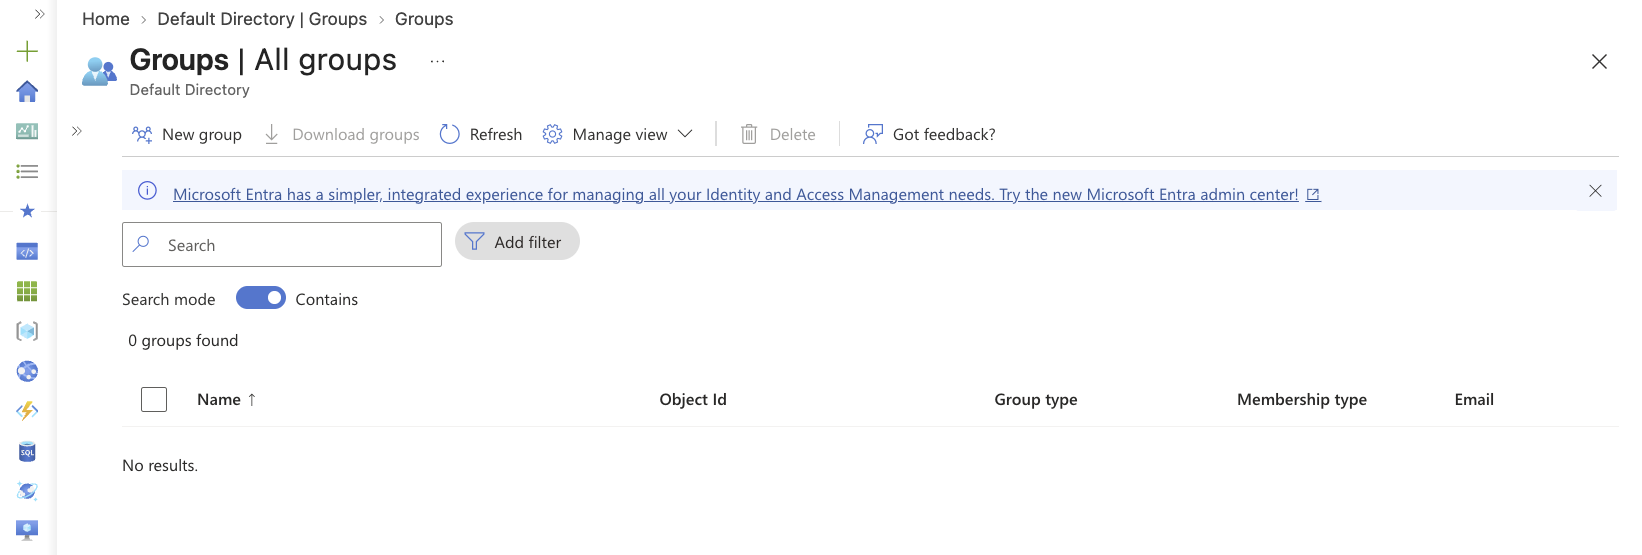 Home > Default Directory | Groups > Groups
Groups | All groups ...
Default Directory
New group Download groups Refresh Manage view Delete Got feedback?
Microsoft Entra has a simpler, integrated experience for managing all your Identity and Access Management needs. Try the new Microsoft Entra admin center!
Search Add filter
Search mode Contains
0 groups found
Name ↑ Object Id Group type Membership type Email
SQL
No results.